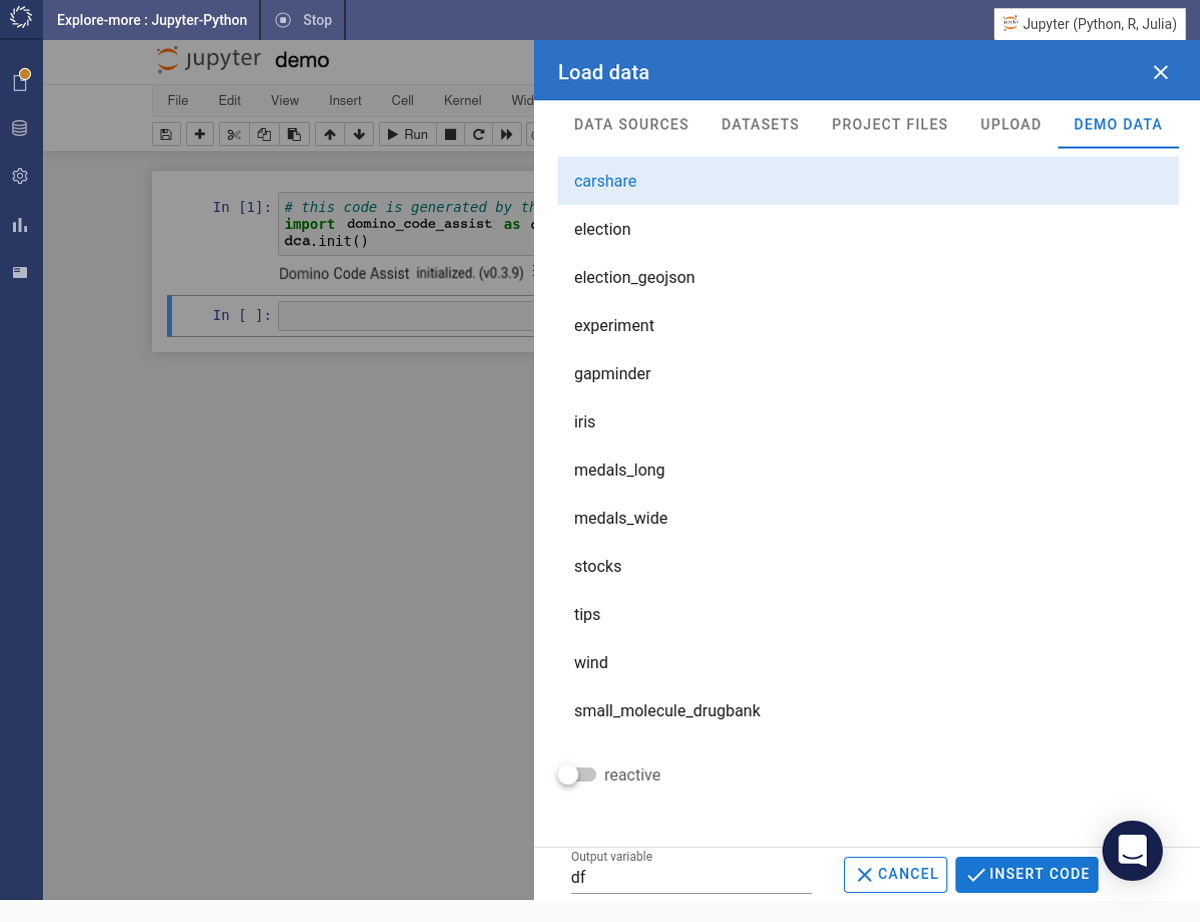 Explore-more : Jupyter-Python
Stop
Jupyter (Python, R, Julia)
jupyter demo
File Edit View Insert Cell Kernel
Run
In [1]: # this code is generated by
import domino_code_assist as
dca.init()
Domino Code Assist initialized. (v0.3.9)
In [ ]:
Load data
DATA SOURCES DATASETS PROJECT FILES UPLOAD DEMO DATA
carshare
election
election_geojson
experiment
gapminder
iris
medals_long
medals_wide
stocks
tips
wind
small_molecule_drugbank
reactive
Output variable
df
CANCEL INSERT CODE